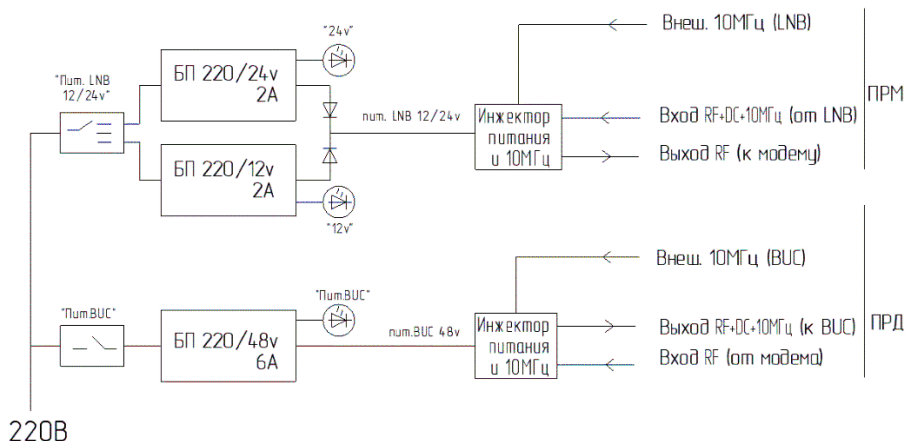 "24v"
Внеш. 10МГц (LNB)
"Пит. LNB
12/24v"
БП 220/24v
2А
ПРМ
пит. LNB 12/24v
Инжектор
питания
и 10МГц
Вход RF+DC+10МГц (от LNB)
Выход RF (к модему)
БП 220/12v
2А
"12v"
Внеш. 10МГц (BUC)
"Пит.BUC"
БП 220/48v
6А
"Пит.BUC"
пит.BUC 48v
Инжектор
питания
и 10МГц
Выход RF+DC+10МГц (к BUC)
Вход RF (от модема)
ПРД
220В